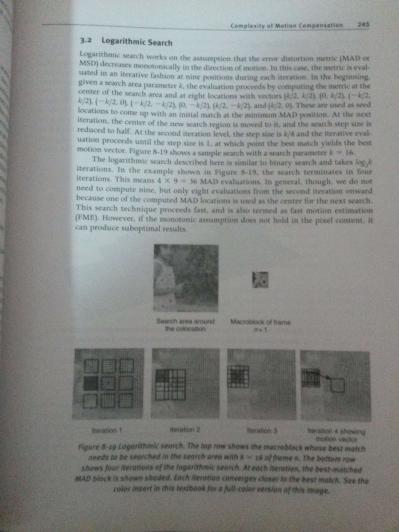 Complexity of Motion Compensation 245
3.2 Logarithmic Search
Logarithmic search works on the assumption that the error distortion metric (MAD or
MSD) decreases monotonically in the direction of motion. In this case, the metric is eval-
uated in an iterative fashion at nine positions during each iteration. In the beginning,
given a search area parameter k, the evaluation proceeds by computing the metric at the
center of the search area and at eight locations with vectors (k/2, k/2), (0, k/2), (−k/2,
k/2), (−k/2, 0), (−k/2, −k/2), (0, −k/2), (k/2, −k/2), and (k/2, 0). These are used as seed
locations to come up with an initial match at the minimum MAD position. At the next
iteration, the center of the new search region is moved to it, and the search step size is
reduced to half. At the second iteration level, the step size is k/4 and the iterative eval-
uation proceeds until the step size is 1, at which point the best match yields the best
motion vector. Figure 8-19 shows a sample search with a search parameter k = 16.
The logarithmic search described here is similar to binary search and takes log₂k
iterations. In the example shown in Figure 8-19, the search terminates in four
iterations. This means 4 × 9 = 36 MAD evaluations. In general, though, we do not
need to compute nine, but only eight evaluations from the second iteration onward
because one of the computed MAD locations is used as the center for the next search.
This search technique proceeds fast, and is also termed as fast motion estimation
(FME). However, if the monotonic assumption does not hold in the pixel content, it
can produce suboptimal results.
Search area around Macroblock of frame
the colocation n+1
Iteration 1 Iteration 2 Iteration 3 Iteration 4 showing
motion vector
Figure 8-19 Logarithmic search. The top row shows the macroblock whose best match
needs to be searched in the search area with k = 16 of frame n. The bottom row
shows four iterations of the logarithmic search. At each iteration, the best-matched
MAD block is shown shaded. Each iteration converges closer to the best match. See the
color insert in this textbook for a full-color version of this image.